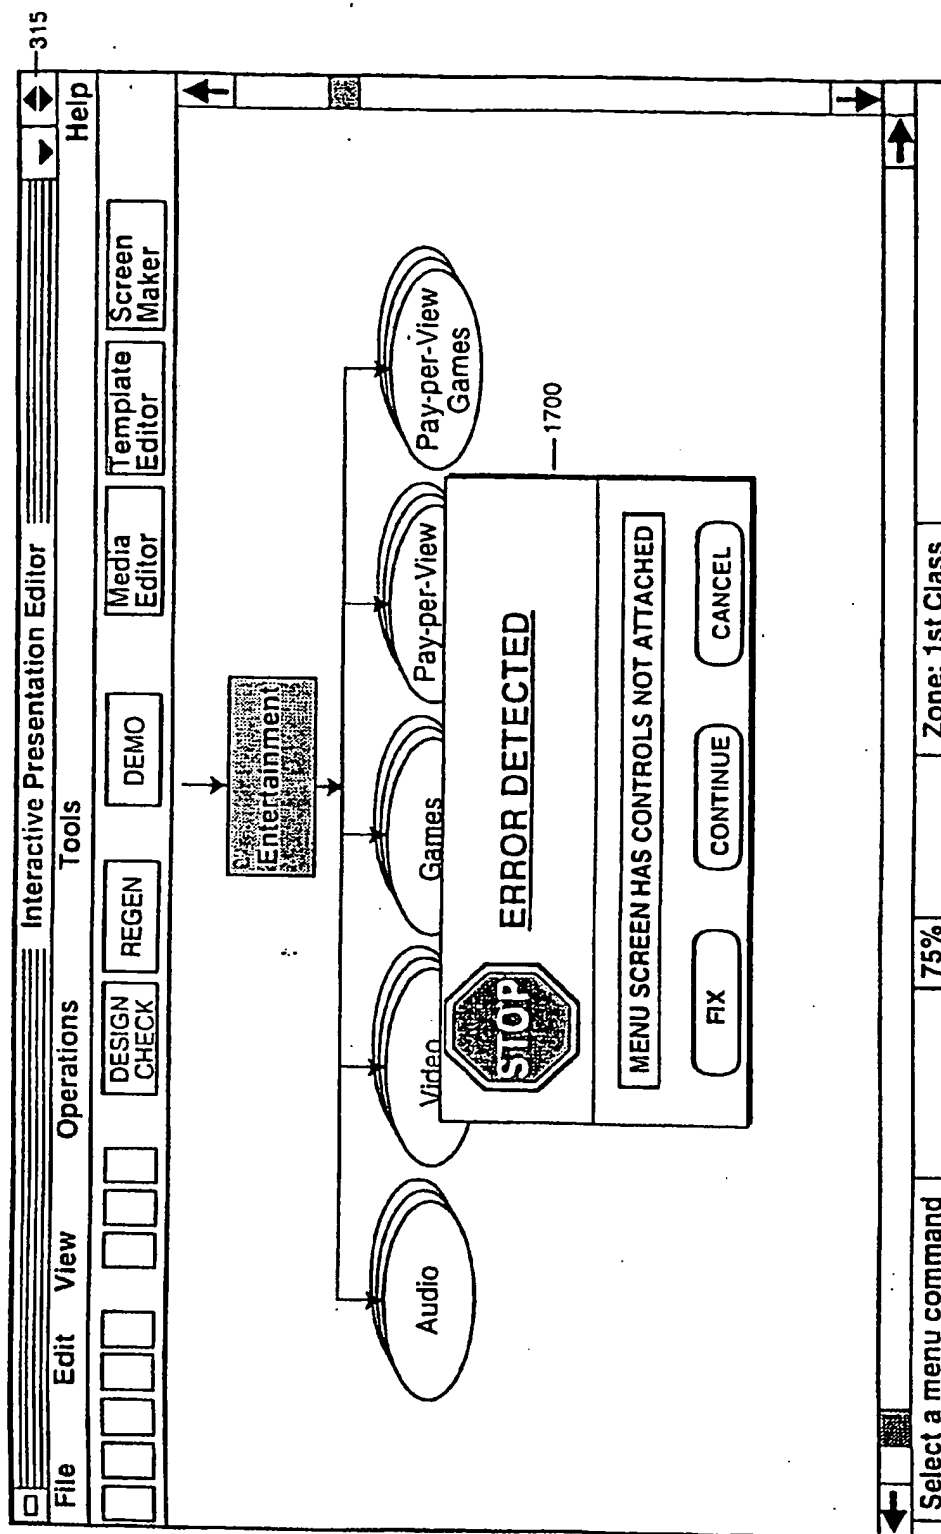 315
Interactive Presentation Editor
File Edit View Operations Tools Help
DESIGN
CHECK
REGEN
DEMO
Media
Editor
Template
Editor
Screen
Maker
Entertainment
Audio
Video
Games
Pay-per-View
Pay-per-View
Games
1700
STOP
ERROR DETECTED
MENU SCREEN HAS CONTROLS NOT ATTACHED
FIX
CONTINUE
CANCEL
Select a menu command 75% Zone: 1st Class